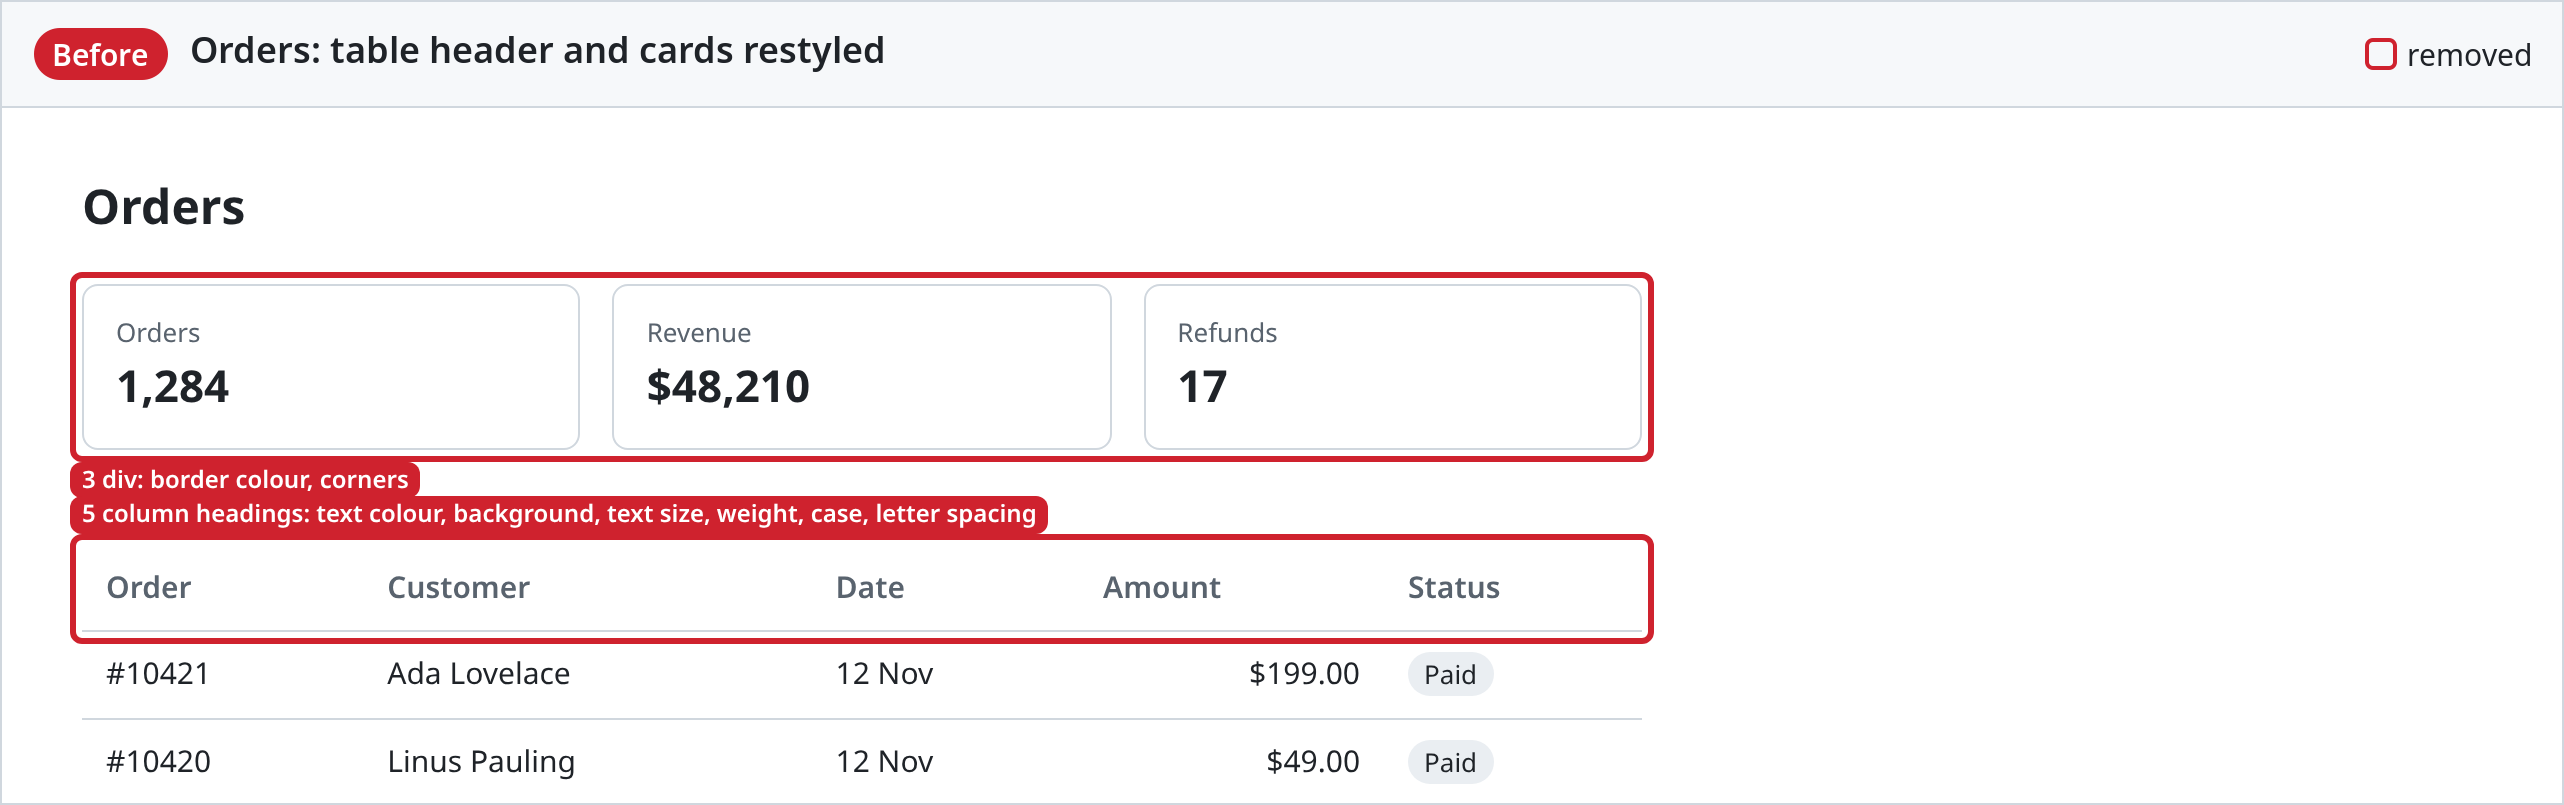 Before Orders: table header and cards restyled removed
Orders
Orders Revenue Refunds
1,284 $48,210 17
3 div: border colour, corners
5 column headings: text colour, background, text size, weight, case, letter spacing
Order Customer Date Amount Status
#10421 Ada Lovelace 12 Nov $199.00 Paid
#10420 Linus Pauling 12 Nov $49.00 Paid